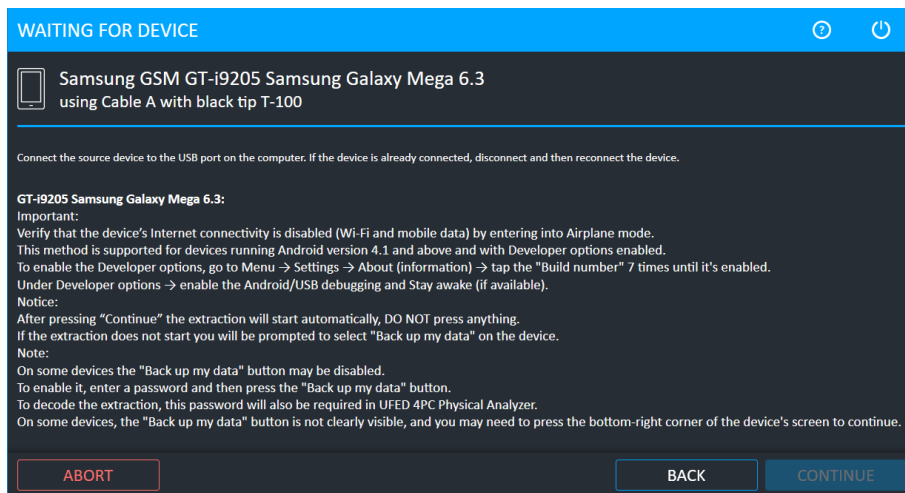 WAITING FOR DEVICE
Samsung GSM GT-i9205 Samsung Galaxy Mega 6.3
using Cable A with black tip T-100
Connect the source device to the USB port on the computer. If the device is already connected, disconnect and then reconnect the device.
GT-i9205 Samsung Galaxy Mega 6.3:
Important:
Verify that the device's Internet connectivity is disabled (Wi-Fi and mobile data) by entering into Airplane mode.
This method is supported for devices running Android version 4.1 and above and with Developer options enabled.
To enable the Developer options, go to Menu → Settings → About (information) → tap the "Build number" 7 times until it's enabled.
Under Developer options → enable the Android/USB debugging and Stay awake (if available).
Notice:
After pressing “Continue” the extraction will start automatically, DO NOT press anything.
If the extraction does not start you will be prompted to select "Back up my data" on the device.
Note:
On some devices the "Back up my data" button may be disabled.
To enable it, enter a password and then press the "Back up my data" button.
To decode the extraction, this password will also be required in UFED 4PC Physical Analyzer.
On some devices, the "Back up my data" button is not clearly visible, and you may need to press the bottom-right corner of the device's screen to continue.
ABORT
BACK
CONTINUE